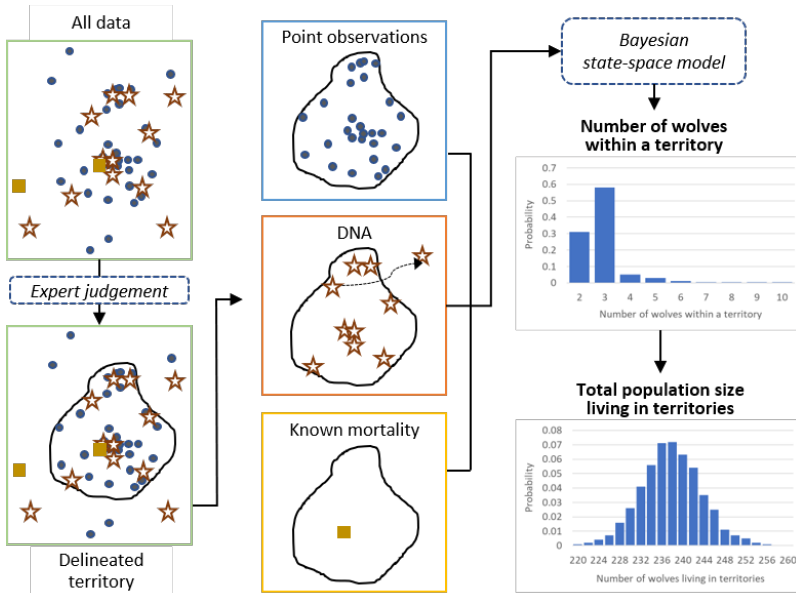 All data
Expert judgement
Delineated
territory
Point observations
DNA
Known mortality
Bayesian
state-space model
Number of wolves
within a territory
Probability
0.7
0.6
0.5
0.4
0.3
0.2
0.1
0
2 3 4 5 6 7 8 9 10
Number of wolves within a territory
Total population size
living in territories
Probability
0.08
0.07
0.06
0.05
0.04
0.03
0.02
0.01
0
220 224 228 232 236 240 244 248 252 256 260
Number of wolves living in territories